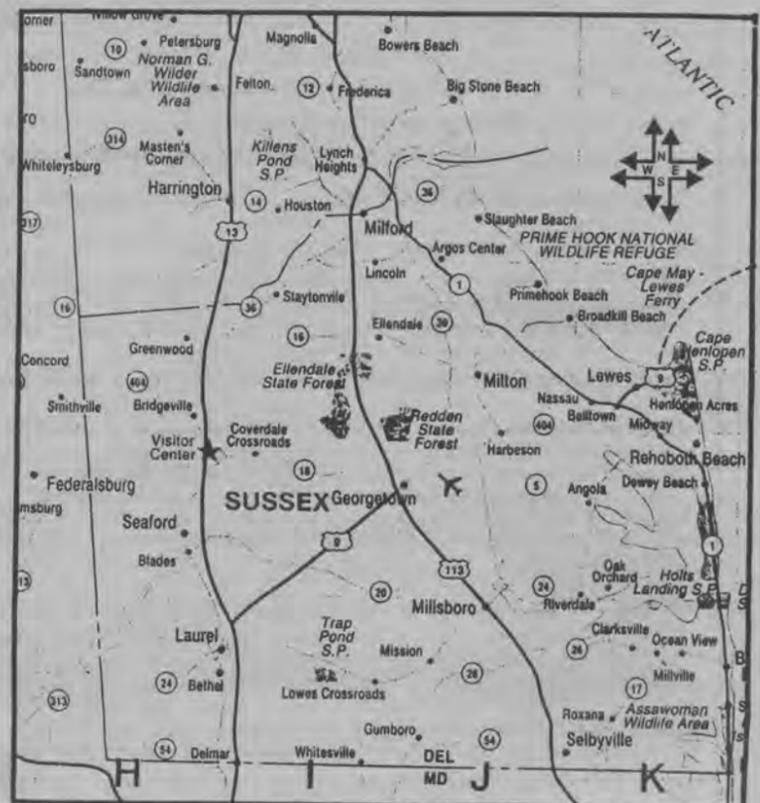 Willow Grove
Magnolia
Petersburg
10
Bowers Beach
ATLANTIC
Sandtown
Norman G.
Wilder
Wildlife
Area
Felton
12
Frederica
Big Stone Beach
314
Masten's
Corner
Killens
Pond
S.P.
Lynch
Heights
Whiteleysburg
N
W E
S
Harrington
14
Houston
36
Milford
Slaughter Beach
317
13
PRIME HOOK NATIONAL
WILDLIFE REFUGE
Argos Center
Lincoln
Cape May -
Lewes
Ferry
1
Primehook Beach
16
36
Staytonville
Broadkill Beach
16
Ellendale
30
Greenwood
Cape
Henlopen
S.P.
Concord
Ellendale
State Forest
Lewes
9
404
Milton
Smithville
Bridgeville
Nassau
Henlopen Acres
Belltown
Redden
State
Forest
404
Midway
Visitor
Center
Coverdale
Crossroads
Harbeson
Rehoboth Beach
18
Federalsburg
SUSSEX
Georgetown
5
Dewey Beach
Angola
msburg
Seaford
9
1
Blades
113
Oak
Orchard
Holts
Landing S.P.
13
20
24
Riverdale
Millsboro
Trap
Pond
S.P.
Clarksville
Ocean View
Laurel
Mission
26
Millville
24
Bethel
26
17
Lowes Crossroads
313
Roxana
Assawoman
Wildlife Area
Gumboro
54
54
Selbyville
Delmar
Whitesville
DEL
MD
H I J K